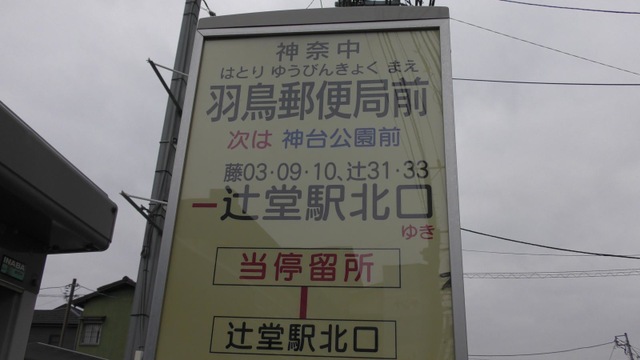 神奈中
はとり ゆうびんきょく まえ
羽鳥郵便局前
次は 神台公園前
藤03・09・10、辻31・33
辻堂駅北口
ゆき
当停留所
辻堂駅北口
INABA